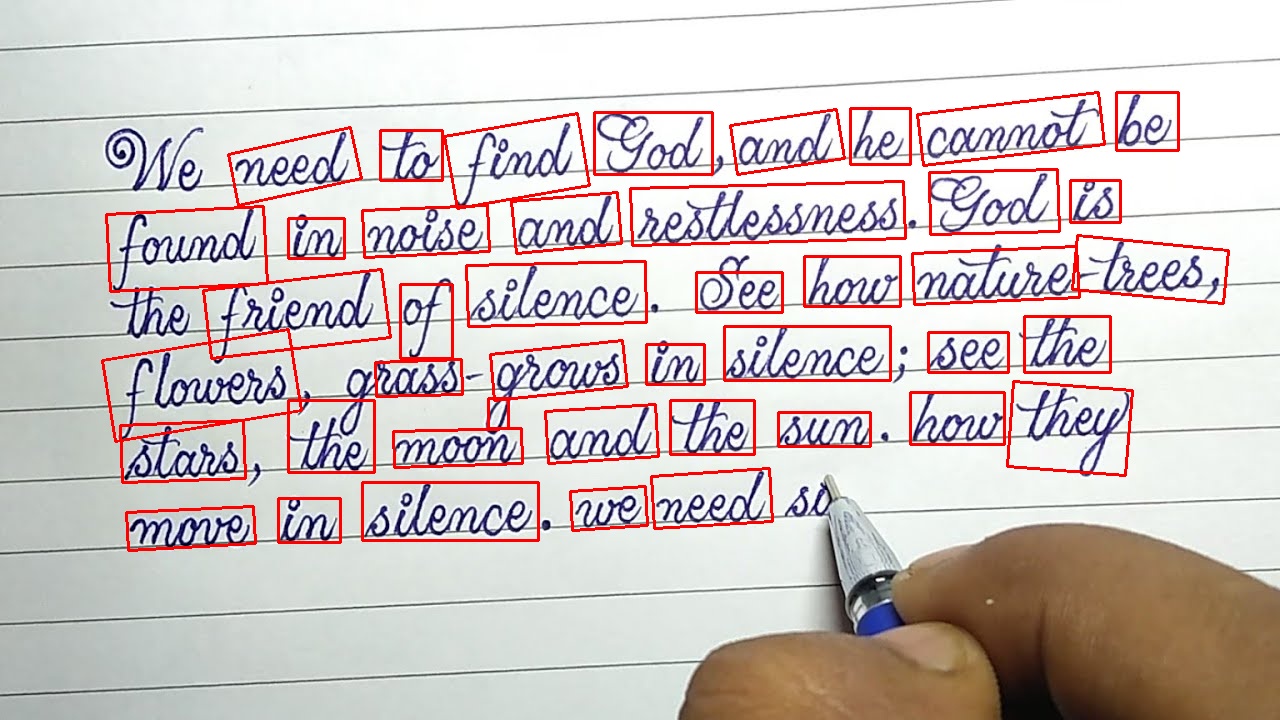 We need to find God, and he cannot be
found in noise and restlessness. God is
the friend of silence. See how nature-trees,
flowers, grass-grows in silence; see the
stars, the moon and the sun. how they
move in silence. we need so